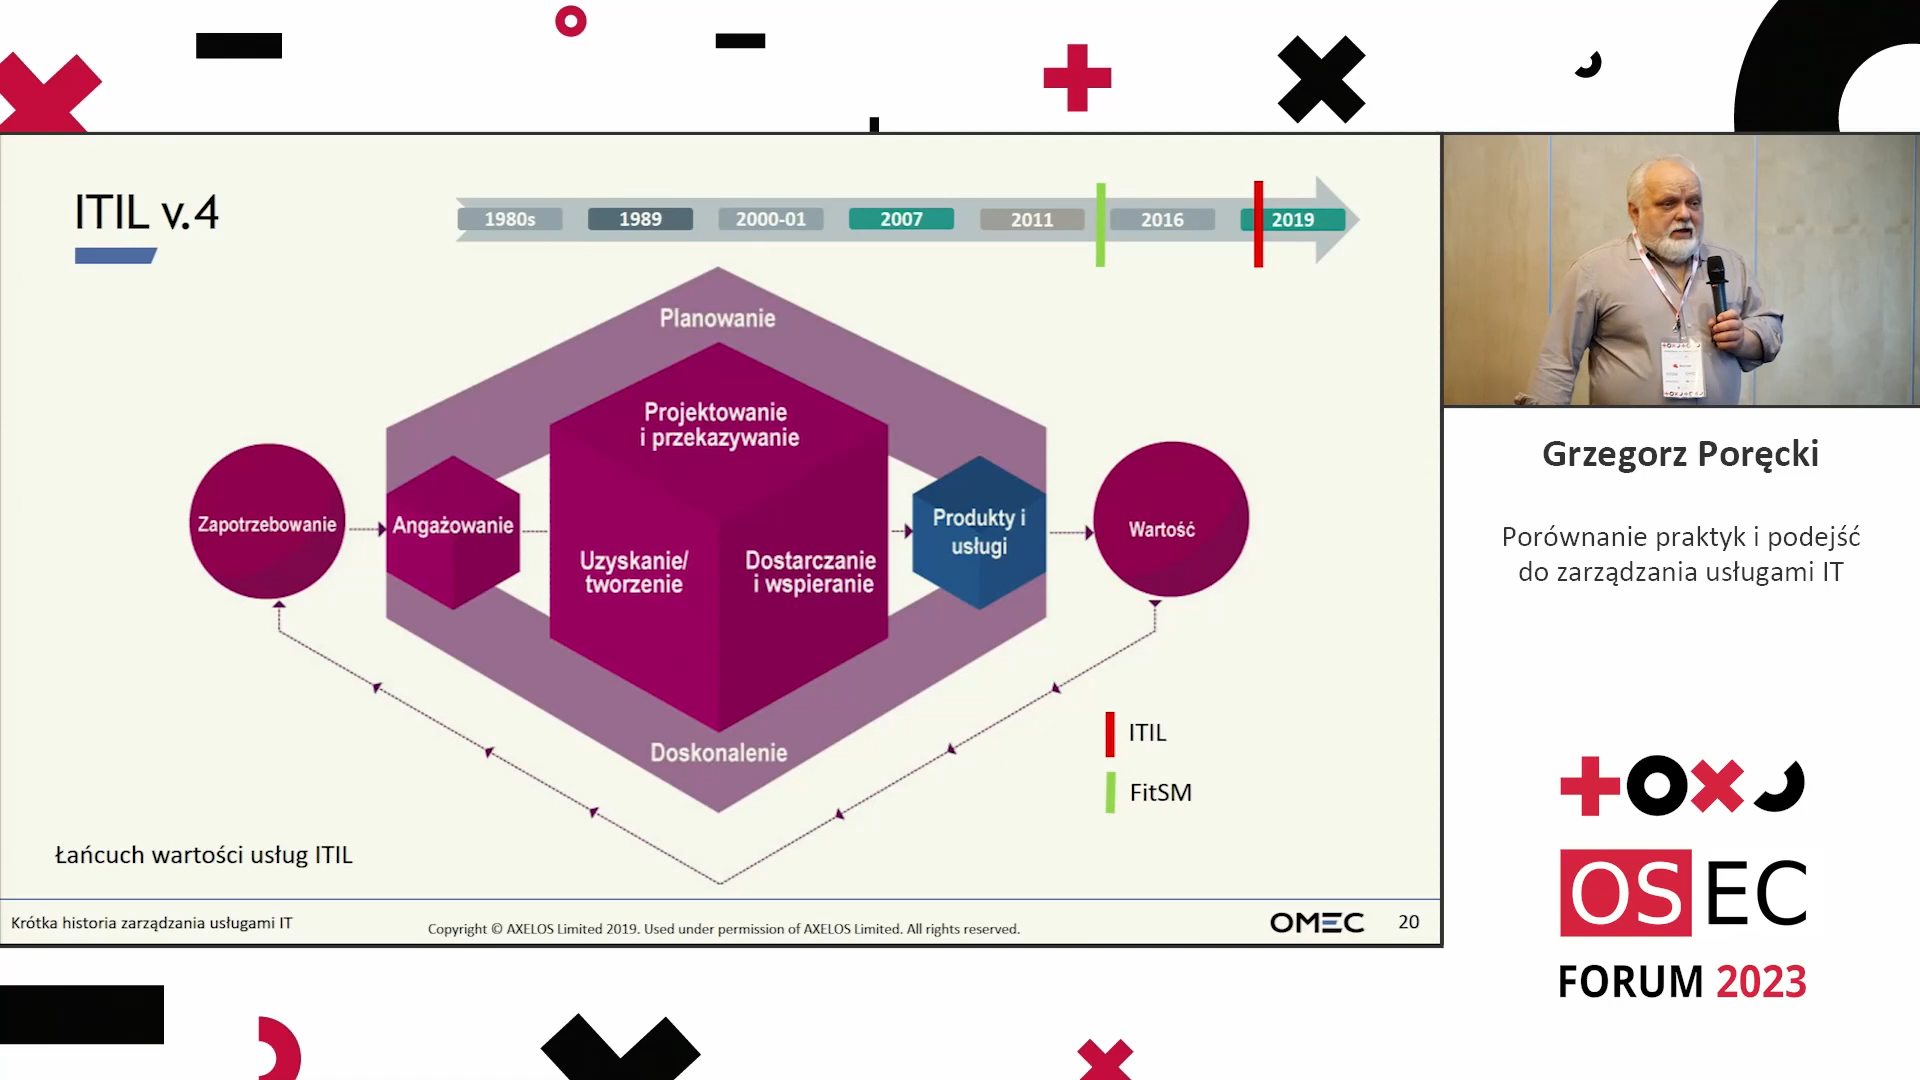 ITIL v.4
1980s
1989
2000-01
2007
2011
2016
2019
Planowanie
Projektowanie
i przekazywanie
Zapotrzebowanie
Angażowanie
Uzyskanie/
tworzenie
Dostarczanie
i wspieranie
Produkty i
usługi
Wartość
Doskonalenie
ITIL
FitSM
Łańcuch wartości usług ITIL
Krótka historia zarządzania usługami IT
Copyright © AXELOS Limited 2019. Used under permission of AXELOS Limited. All rights reserved.
OMEC
20
Grzegorz Poręcki
Porównanie praktyk i podejść
do zarządzania usługami IT
OSEC
FORUM 2023